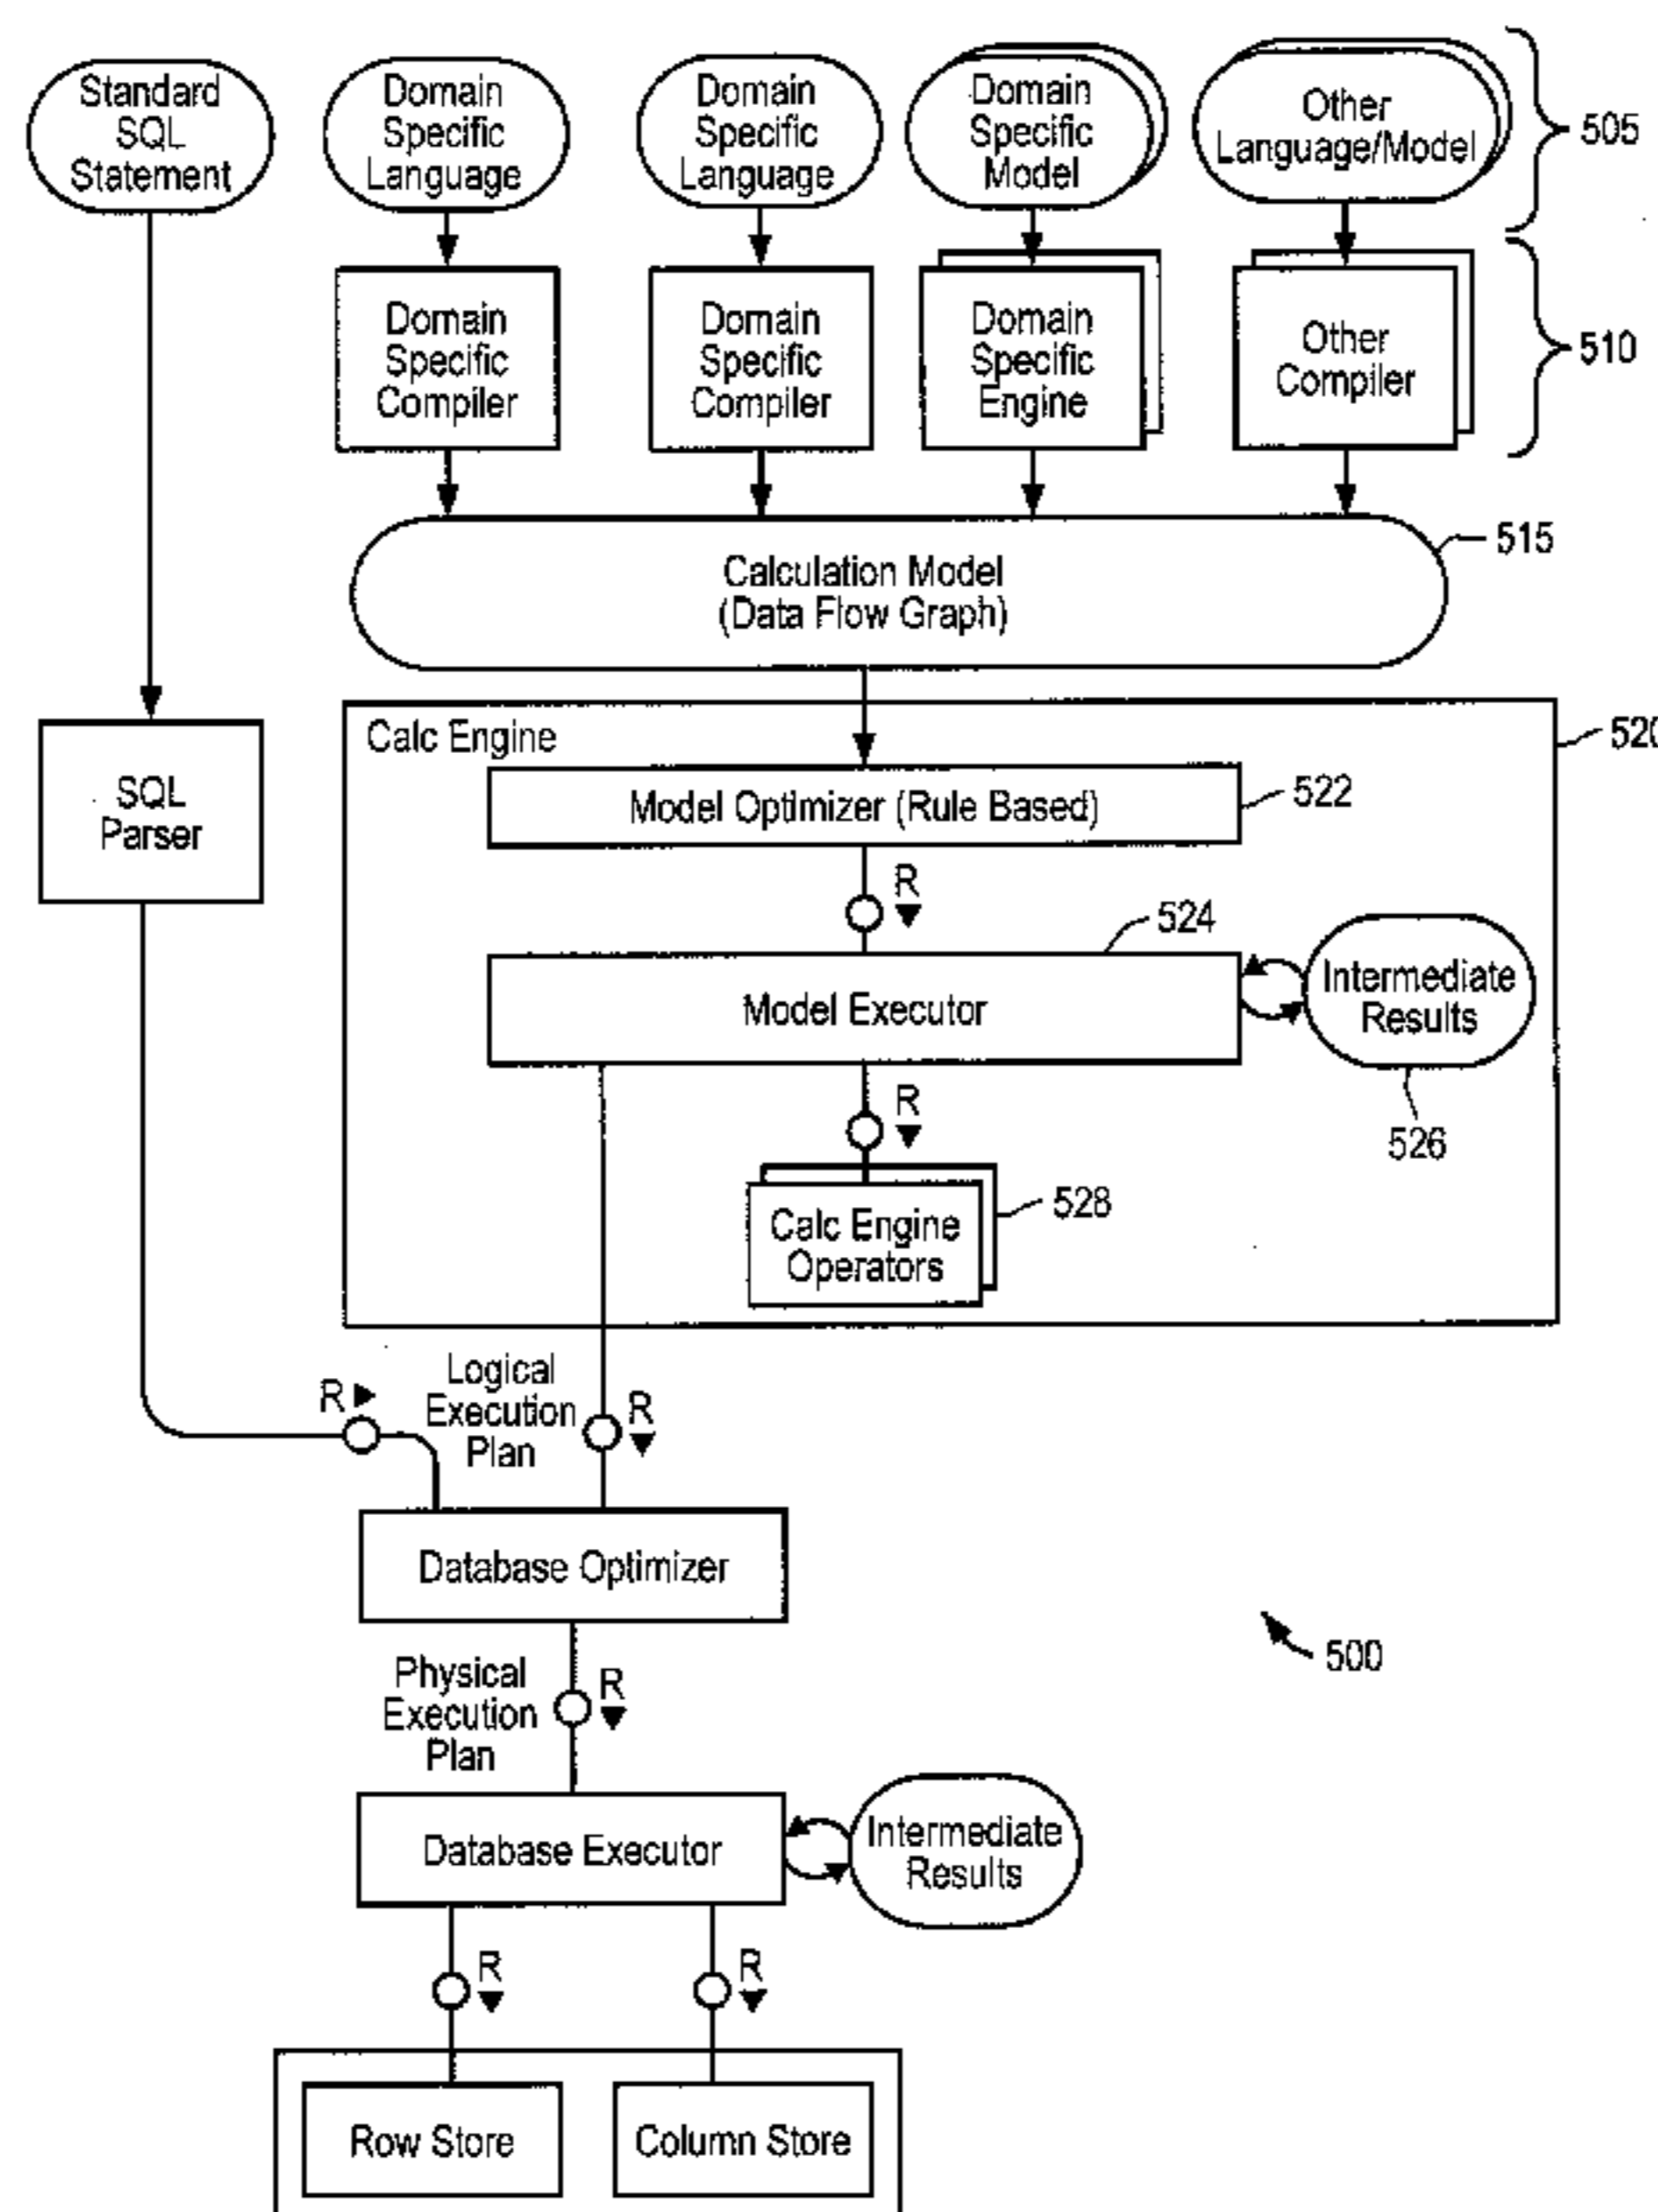 Standard
SQL
Statement
Domain
Specific
Language
Domain
Specific
Language
Domain
Specific
Model
Other
Language/Model
505
Domain
Specific
Compiler
Domain
Specific
Compiler
Domain
Specific
Engine
Other
Compiler
510
Calculation Model
(Data Flow Graph)
515
SQL
Parser
Calc Engine
520
Model Optimizer (Rule Based)
522
R
524
Model Executor
Intermediate
Results
526
R
Calc Engine
Operators
528
R
Logical
Execution
Plan
R
Database Optimizer
500
Physical
Execution
Plan
R
Database Executor
Intermediate
Results
R
R
Row Store
Column Store